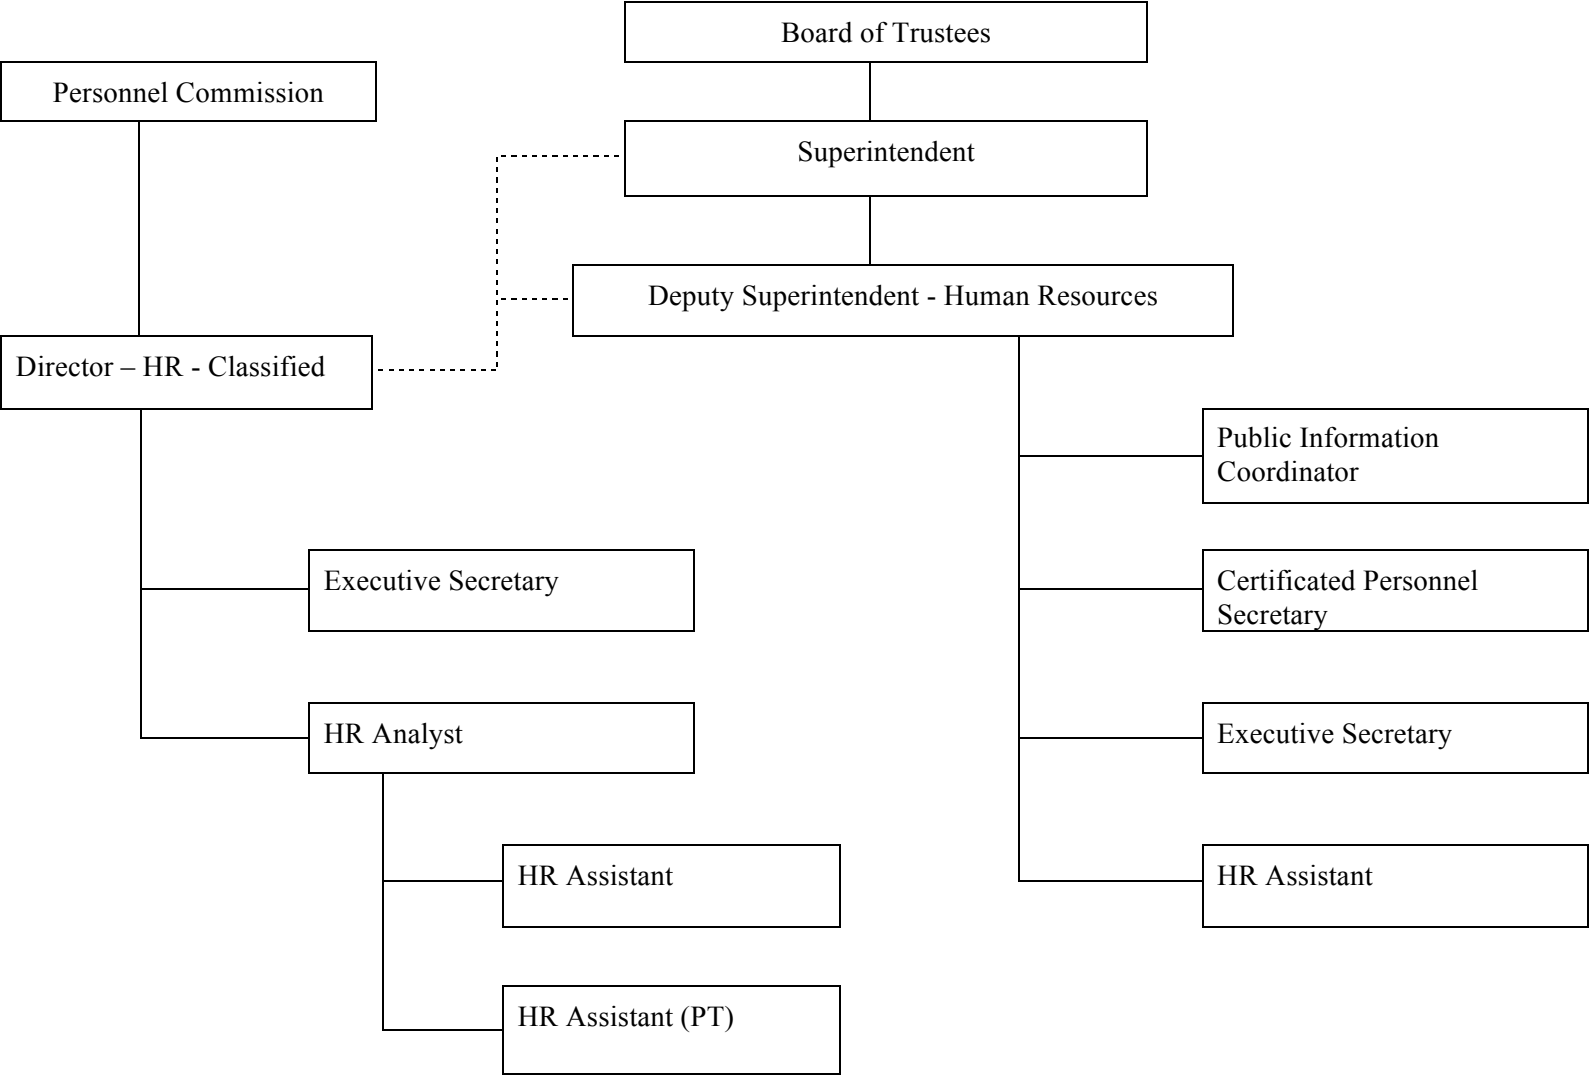 Board of Trustees
Personnel Commission
Superintendent
Deputy Superintendent - Human Resources
Director – HR - Classified
Public Information
Coordinator
Executive Secretary
Certificated Personnel
Secretary
HR Analyst
Executive Secretary
HR Assistant
HR Assistant
HR Assistant (PT)